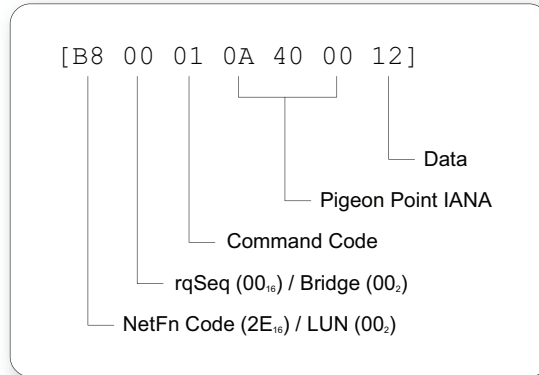 [B8 00 01 0A 40 00 12]
Data
Pigeon Point IANA
Command Code
rqSeq (00₁₆) / Bridge (00₂)
NetFn Code (2E₁₆) / LUN (00₂)